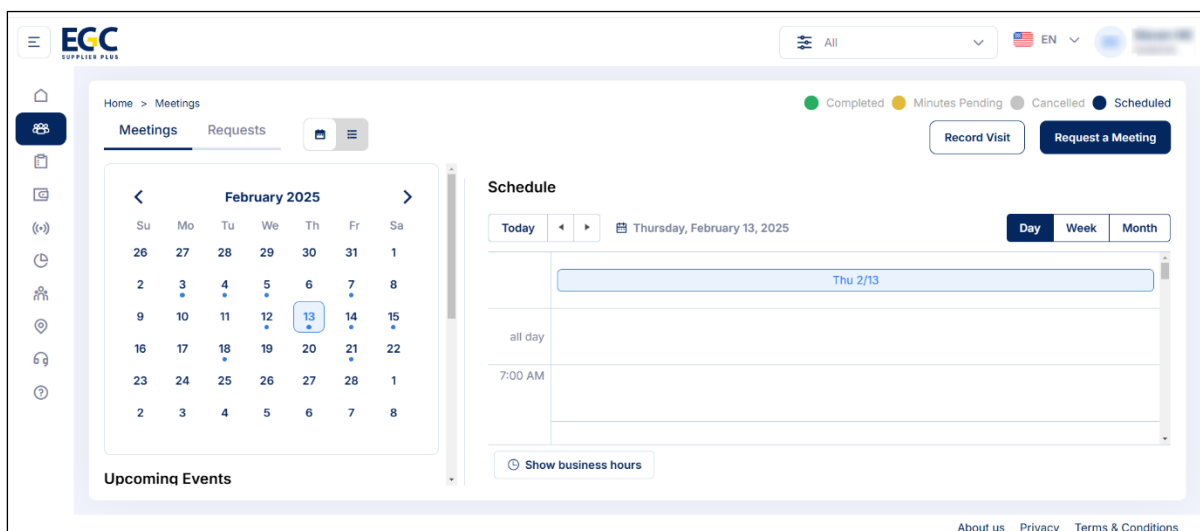 EGC
SUPPLIER PLUS
All
EN
Home > Meetings
Completed Minutes Pending Cancelled Scheduled
Meetings Requests
Record Visit Request a Meeting
February 2025
Su Mo Tu We Th Fr Sa
26 27 28 29 30 31 1
2 3 4 5 6 7 8
9 10 11 12 13 14 15
16 17 18 19 20 21 22
23 24 25 26 27 28 1
2 3 4 5 6 7 8
Upcoming Events
Schedule
Today Thursday, February 13, 2025 Day Week Month
Thu 2/13
all day
7:00 AM
Show business hours
About us Privacy Terms & Conditions